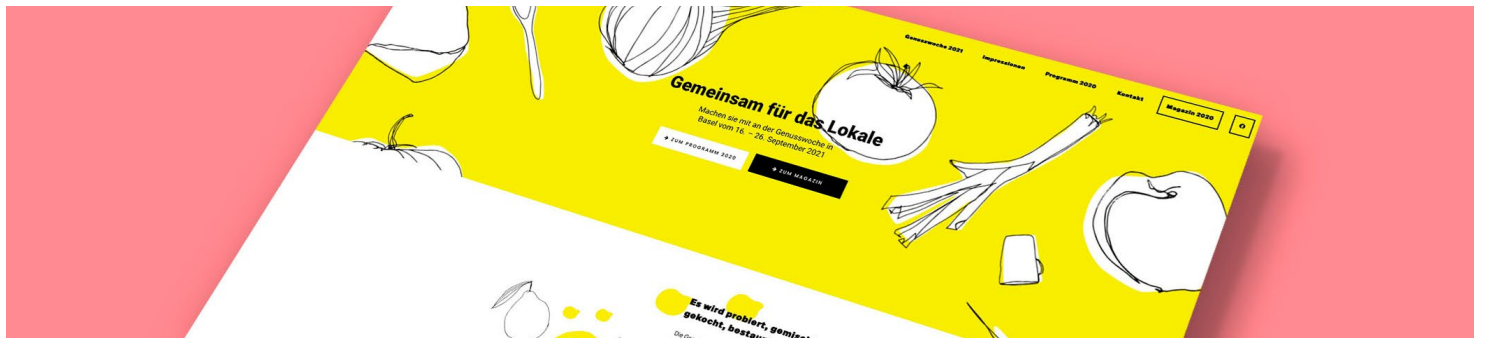 Genusswoche 2021
Impressionen
Programm 2020
Kontakt
Magazin 2020
Gemeinsam für das Lokale
Machen sie mit an der Genusswoche in
Basel vom 16. – 26. September 2021
→ ZUM PROGRAMM 2020
→ ZUM MAGAZIN
Es wird probiert,
gekocht,